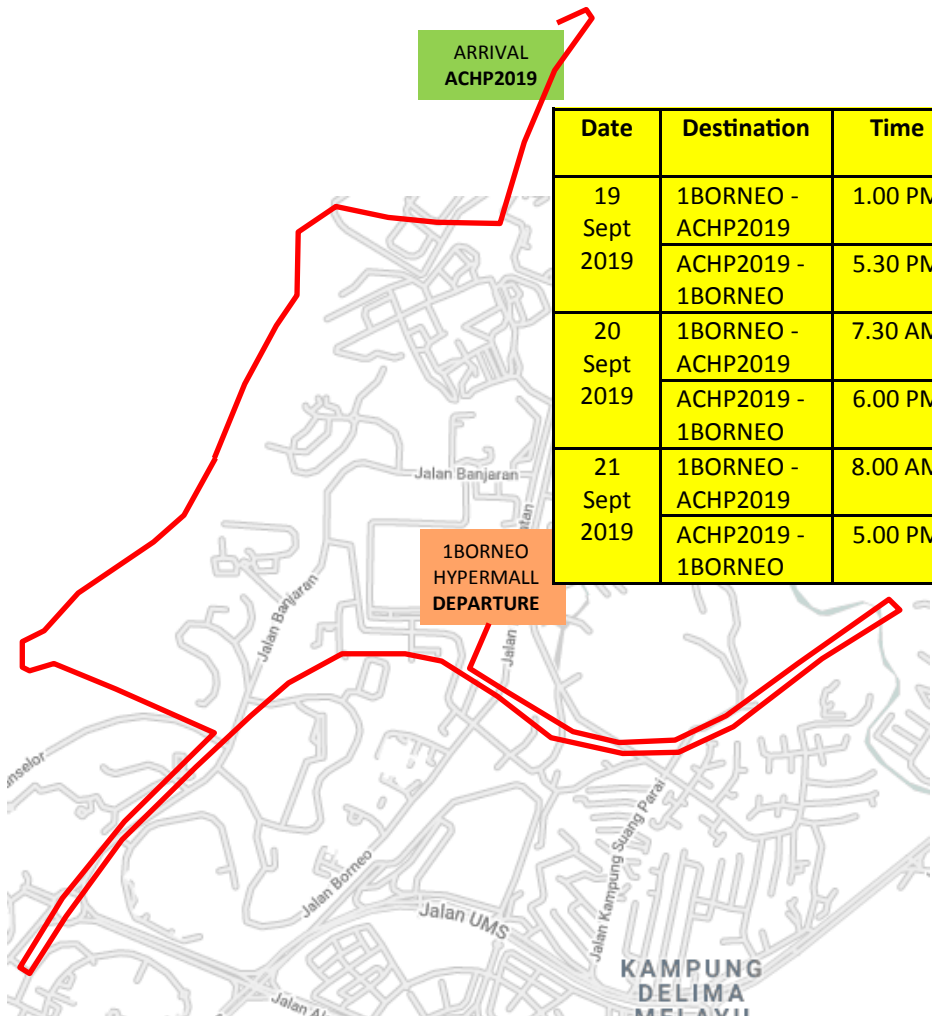 ARRIVAL
ACHP2019
Date Destination Time
19 Sept 2019
1BORNEO -
ACHP2019
1.00 PM
ACHP2019 -
1BORNEO
5.30 PM
20 Sept 2019
1BORNEO -
ACHP2019
7.30 AM
ACHP2019 -
1BORNEO
6.00 PM
21 Sept 2019
1BORNEO -
ACHP2019
8.00 AM
ACHP2019 -
1BORNEO
5.00 PM
Jalan Banjaran
1BORNEO
HYPERMALL
DEPARTURE
Jalan Banjaran
Jalan
Jalan Borneo
Jalan UMS
Jalan Kampung Suang Parai
KAMPUNG
DELIMA
MELAYU
Jalan